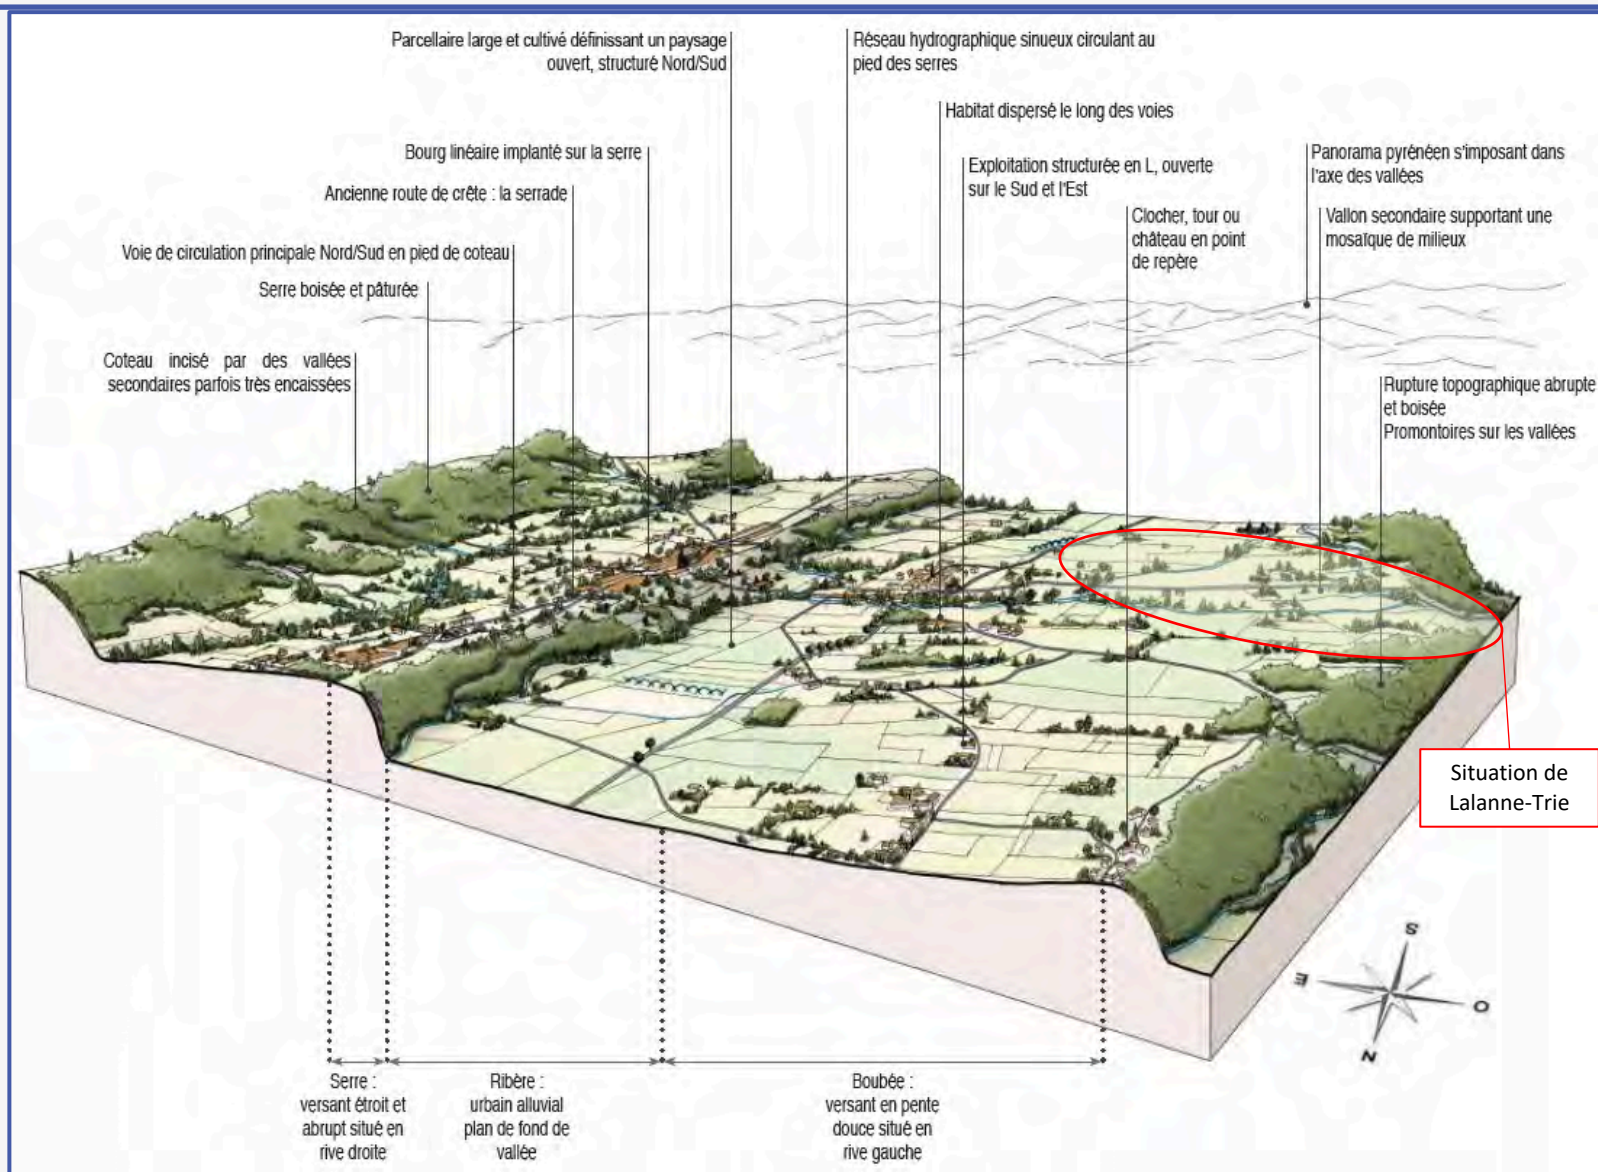 Parcellaire large et cultivé définissant un paysage
ouvert, structuré Nord/Sud
Réseau hydrographique sinueux circulant au
pied des serres
Habitat dispersé le long des voies
Bourg linéaire implanté sur la serre
Exploitation structurée en L, ouverte
sur le Sud et l'Est
Panorama pyrénéen s'imposant dans
l'axe des vallées
Ancienne route de crête : la serrade
Clocher, tour ou
château en point
de repère
Vallon secondaire supportant une
mosaïque de milieux
Voie de circulation principale Nord/Sud en pied de coteau
Serre boisée et pâturée
Coteau incisé par des vallées
secondaires parfois très encaissées
Rupture topographique abrupte
et boisée
Promontoires sur les vallées
Situation de
Lalanne-Trie
S
E
O
N
Serre :
versant étroit et
abrupt situé en
rive droite
Ribère :
urbain alluvial
plan de fond de
vallée
Boubée :
versant en pente
douce situé en
rive gauche